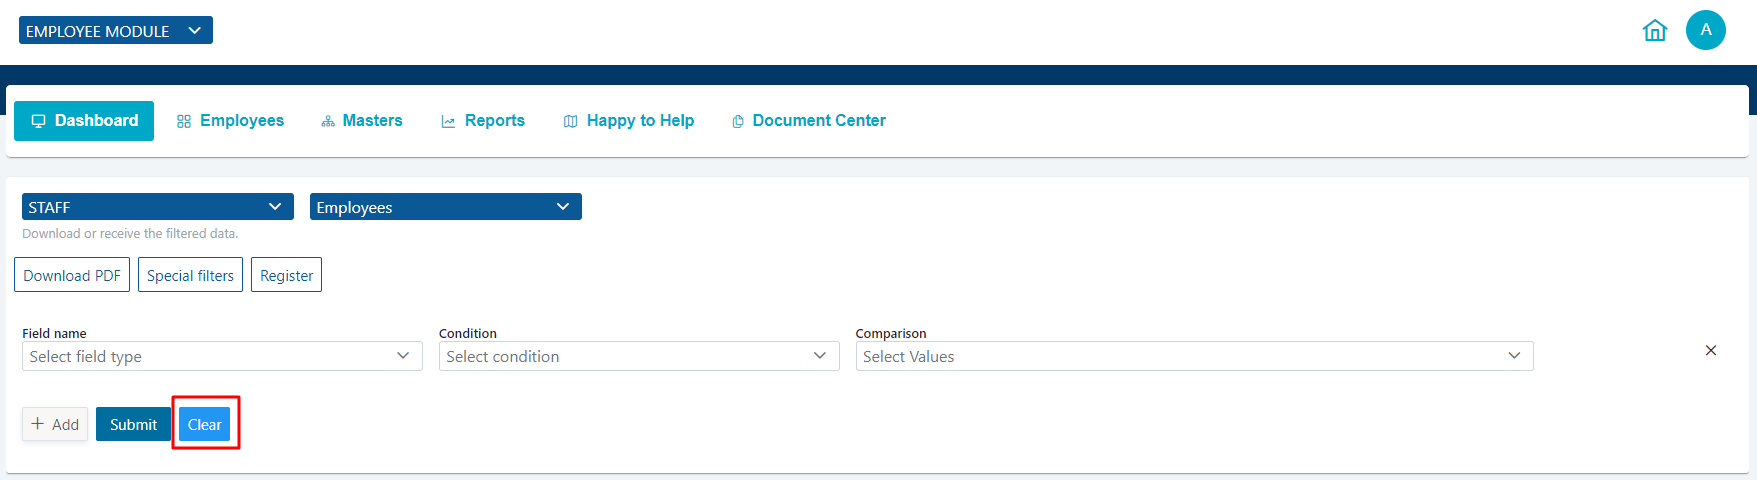 EMPLOYEE MODULE
A
Dashboard
Employees
Masters
Reports
Happy to Help
Document Center
STAFF
Employees
Download or receive the filtered data.
Download PDF
Special filters
Register
Field name
Condition
Comparison
Select field type
Select condition
Select Values
+ Add
Submit
Clear